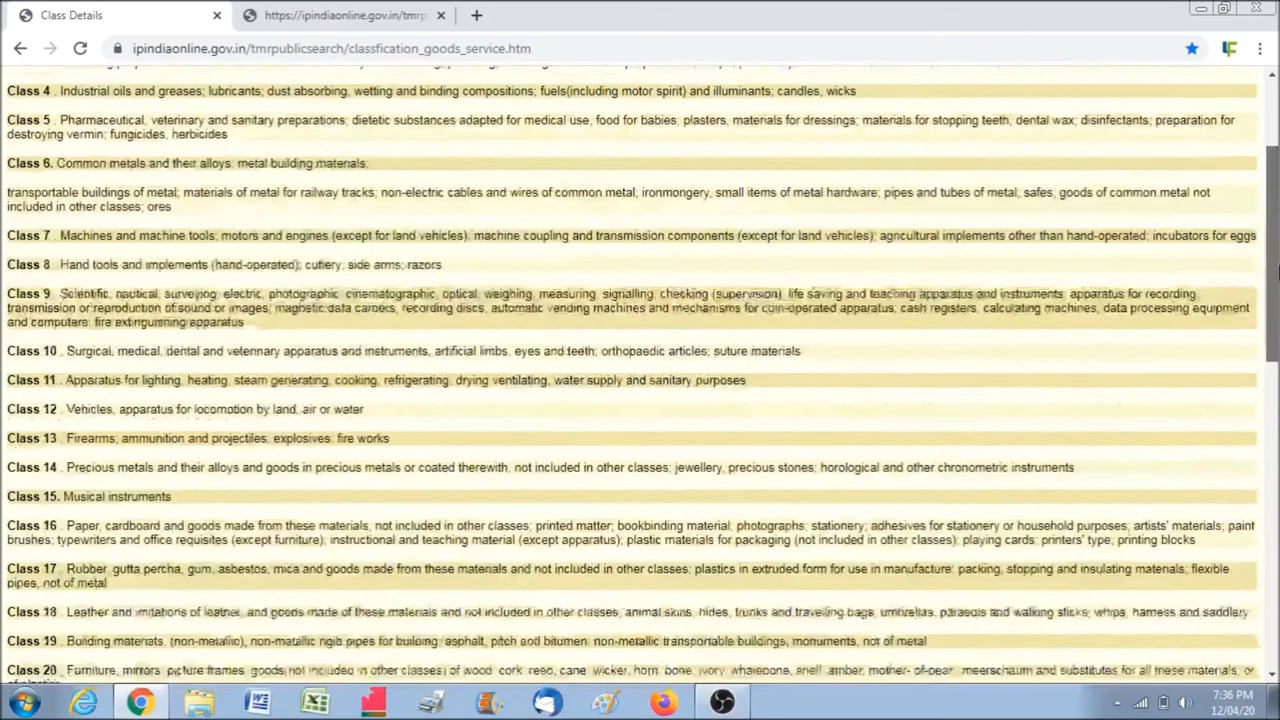 Class Details
https://ipindiaonline.gov.in/tmrp
ipindiaonline.gov.in/tmrpublicsearch/classfication_goods_service.htm
Class 4 . Industrial oils and greases; lubricants; dust absorbing, wetting and binding compositions; fuels(including motor spirit) and illuminants; candles, wicks
Class 5 . Pharmaceutical, veterinary and sanitary preparations; dietetic substances adapted for medical use, food for babies; plasters, materials for dressings; materials for stopping teeth, dental wax; disinfectants; preparation for
destroying vermin; fungicides, herbicides
Class 6. Common metals and their alloys; metal building materials;
transportable buildings of metal; materials of metal for railway tracks; non-electric cables and wires of common metal; ironmongery, small items of metal hardware; pipes and tubes of metal; safes; goods of common metal not
included in other classes; ores
Class 7 . Machines and machine tools; motors and engines (except for land vehicles); machine coupling and transmission components (except for land vehicles); agricultural implements other than hand-operated; incubators for eggs
Class 8 . Hand tools and implements (hand-operated); cutlery; side arms; razors
Class 9 . Scientific, nautical, surveying, electric, photographic, cinematographic, optical, weighing, measuring, signalling, checking (supervision), life saving and teaching apparatus and instruments; apparatus for recording,
transmission or reproduction of sound or images; magnetic data carriers, recording discs; automatic vending machines and mechanisms for coin-operated apparatus; cash registers, calculating machines, data processing equipment
and computers; fire extinguishing apparatus
Class 10 . Surgical, medical, dental and veterinary apparatus and instruments, artificial limbs, eyes and teeth; orthopaedic articles; suture materials
Class 11 . Apparatus for lighting, heating, steam generating, cooking, refrigerating, drying ventilating, water supply and sanitary purposes
Class 12 . Vehicles; apparatus for locomotion by land, air or water
Class 13 . Firearms; ammunition and projectiles; explosives; fire works
Class 14 . Precious metals and their alloys and goods in precious metals or coated therewith, not included in other classes; jewellery, precious stones; horological and other chronometric instruments
Class 15. Musical instruments
Class 16 . Paper, cardboard and goods made from these materials, not included in other classes; printed matter; bookbinding material; photographs; stationery; adhesives for stationery or household purposes; artists' materials; paint
brushes; typewriters and office requisites (except furniture); instructional and teaching material (except apparatus); plastic materials for packaging (not included in other classes); playing cards; printers' type; printing blocks
Class 17 . Rubber, gutta percha, gum, asbestos, mica and goods made from these materials and not included in other classes; plastics in extruded form for use in manufacture; packing, stopping and insulating materials; flexible
pipes, not of metal
Class 18 . Leather and imitations of leather, and goods made of these materials and not included in other classes; animal skins, hides, trunks and travelling bags; umbrellas, parasols and walking sticks; whips, harness and saddlery
Class 19 . Building materials, (non-metallic), non-metallic rigid pipes for building; asphalt, pitch and bitumen; non-metallic transportable buildings; monuments, not of metal
Class 20 . Furniture, mirrors, picture frames; goods(not included in other classes) of wood, cork, reed, cane, wicker, horn, bone, ivory, whalebone, shell, amber, mother- of-pearl, meerschaum and substitutes for all these materials, or
7:36 PM
12/04/20